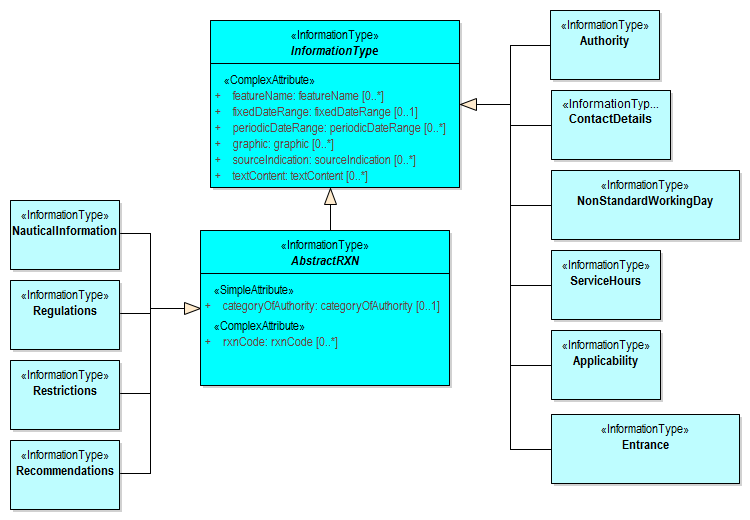 «InformationType»
InformationType
«ComplexAttribute»
+ featureName: featureName [0..*]
+ fixedDateRange: fixedDateRange [0..1]
+ periodicDateRange: periodicDateRange [0..*]
+ graphic: graphic [0..*]
+ sourceIndication: sourceIndication [0..*]
+ textContent: textContent [0..*]
«InformationType»
AbstractRXN
«SimpleAttribute»
+ categoryOfAuthority: categoryOfAuthority [0..1]
«ComplexAttribute»
+ rxnCode: rxnCode [0..*]
«InformationType»
NauticalInformation
«InformationType»
Regulations
«InformationType»
Restrictions
«InformationType»
Recommendations
«InformationType»
Authority
«InformationTyp...
ContactDetails
«InformationType»
NonStandardWorkingDay
«InformationType»
ServiceHours
«InformationType»
Applicability
«InformationType»
Entrance